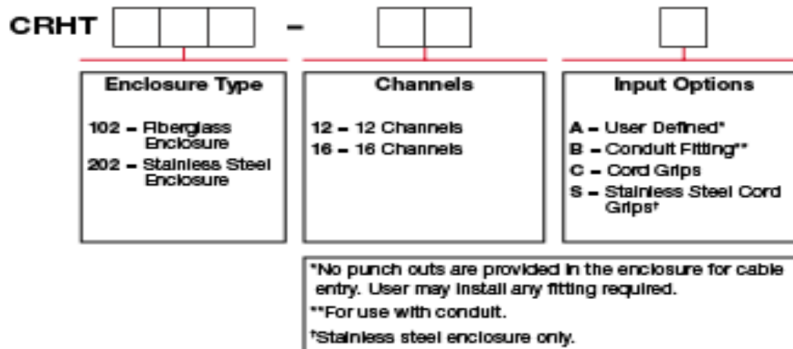 CRHT –
Enclosure Type
102 – Fiberglass
Enclosure
202 – Stainless Steel
Enclosure
Channels
12 – 12 Channels
16 – 16 Channels
Input Options
A – User Defined*
B – Conduit Fitting**
C – Cord Grips
S – Stainless Steel Cord
Grips†
*No punch outs are provided in the enclosure for cable
entry. User may install any fitting required.
**For use with conduit.
†Stainless steel enclosure only.